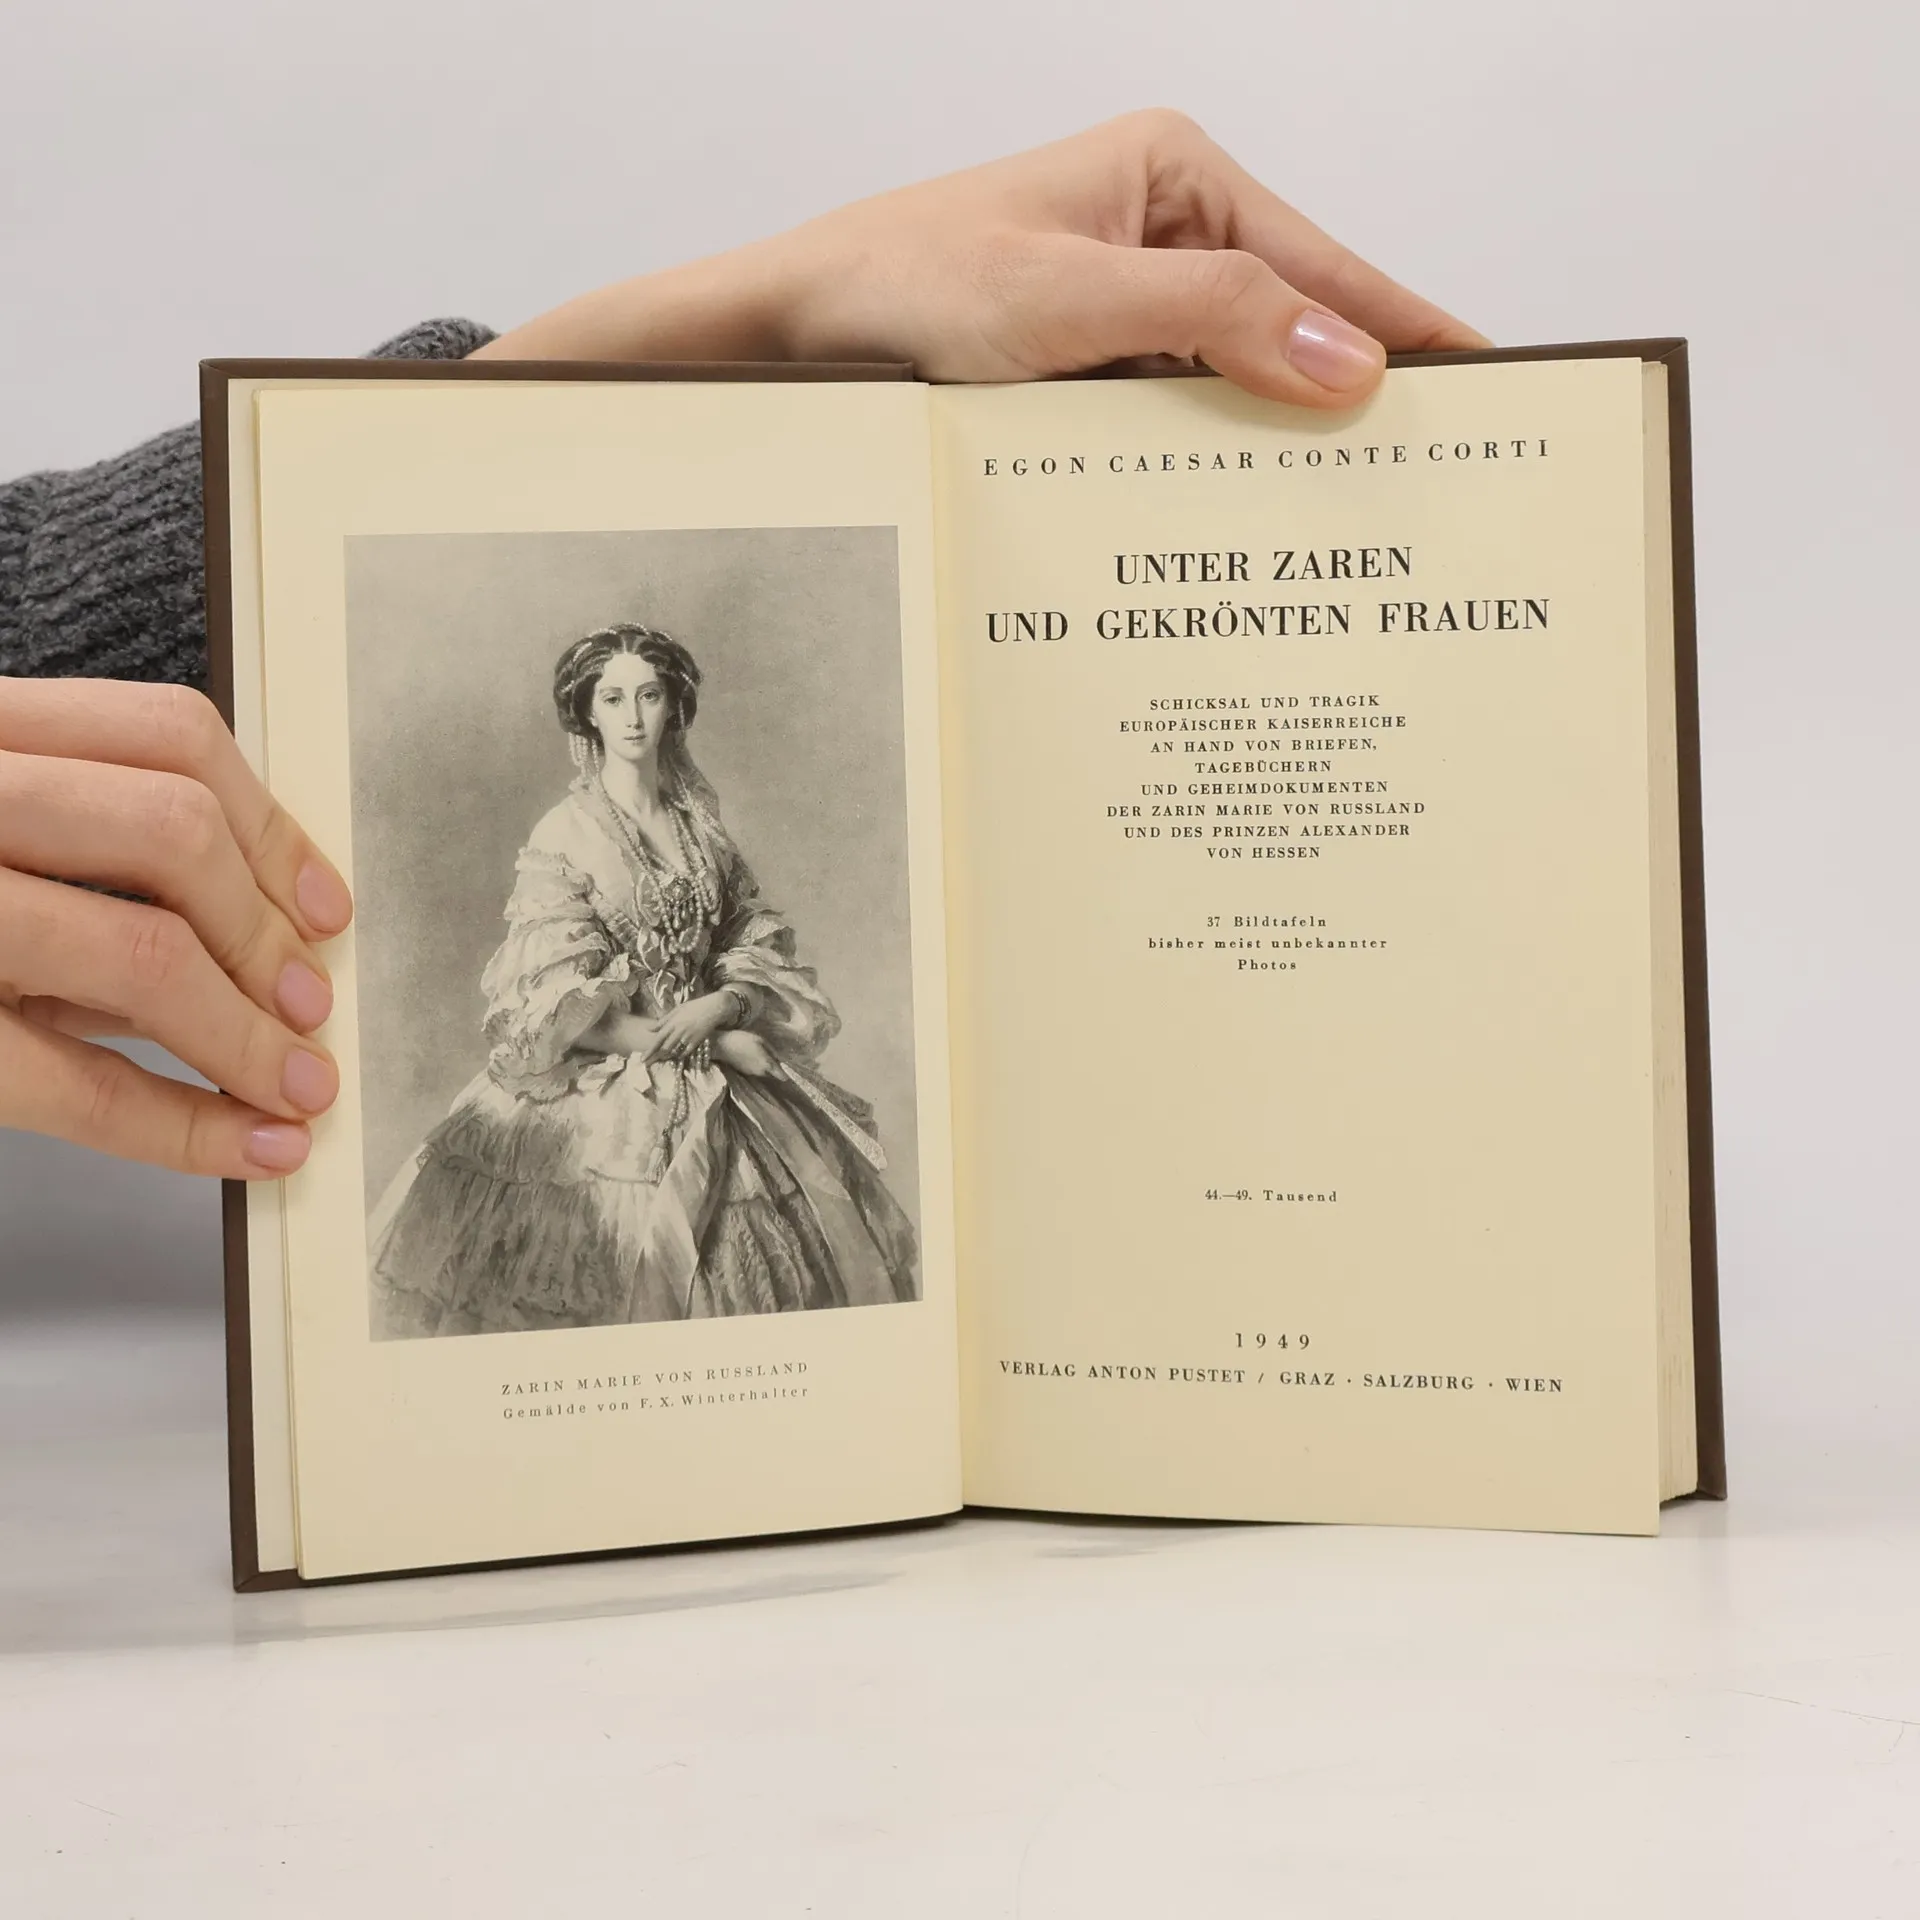 ZARIN MARIE VON RUSSLAND
Gemälde von F. X. Winterhalter
EGON CAESAR CONTE CORTI
UNTER ZAREN
UND GEKRÖNTEN FRAUEN
SCHICKSAL UND TRAGIK
EUROPÄISCHER KAISERREICHE
AN HAND VON BRIEFEN,
TAGEBÜCHERN
UND GEHEIMDOKUMENTEN
DER ZARIN MARIE VON RUSSLAND
UND DES PRINZEN ALEXANDER
VON HESSEN
37 Bildtafeln
bisher meist unbekannter
Photos
44.—49. Tausend
1949
VERLAG ANTON PUSTET / GRAZ · SALZBURG · WIEN